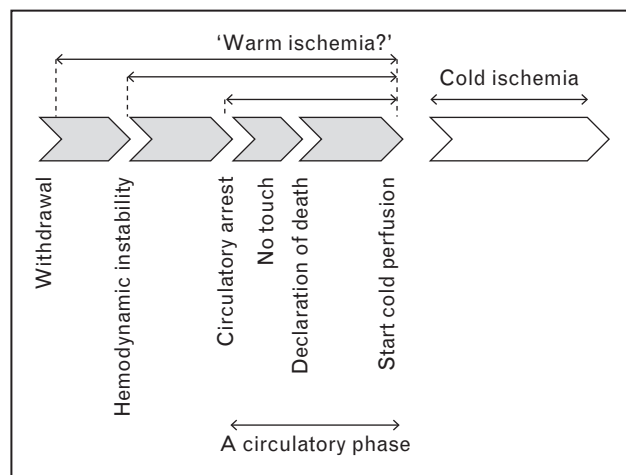 'Warm ischemia?'
Cold ischemia
Withdrawal
Hemodynamic instability
Circulatory arrest
No touch
Declaration of death
Start cold perfusion
A circulatory phase